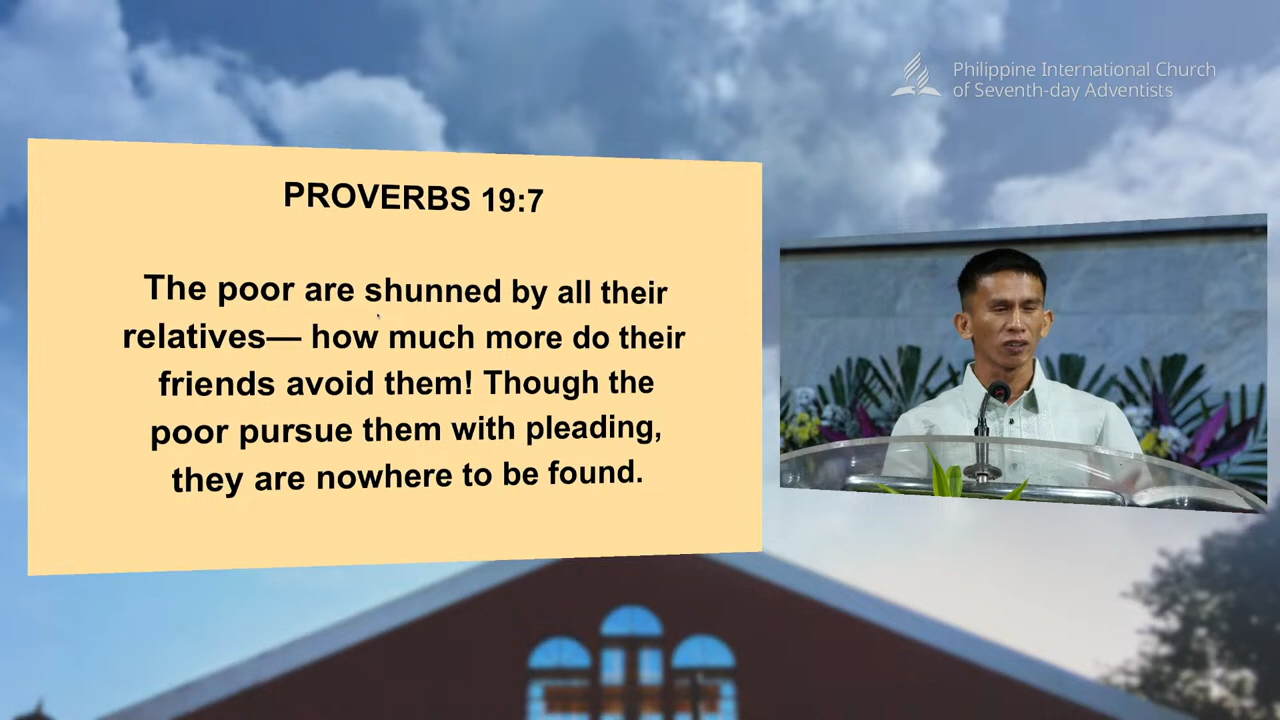 Philippine International Church
of Seventh-day Adventists
PROVERBS 19:7
The poor are shunned by all their
relatives— how much more do their
friends avoid them! Though the
poor pursue them with pleading,
they are nowhere to be found.